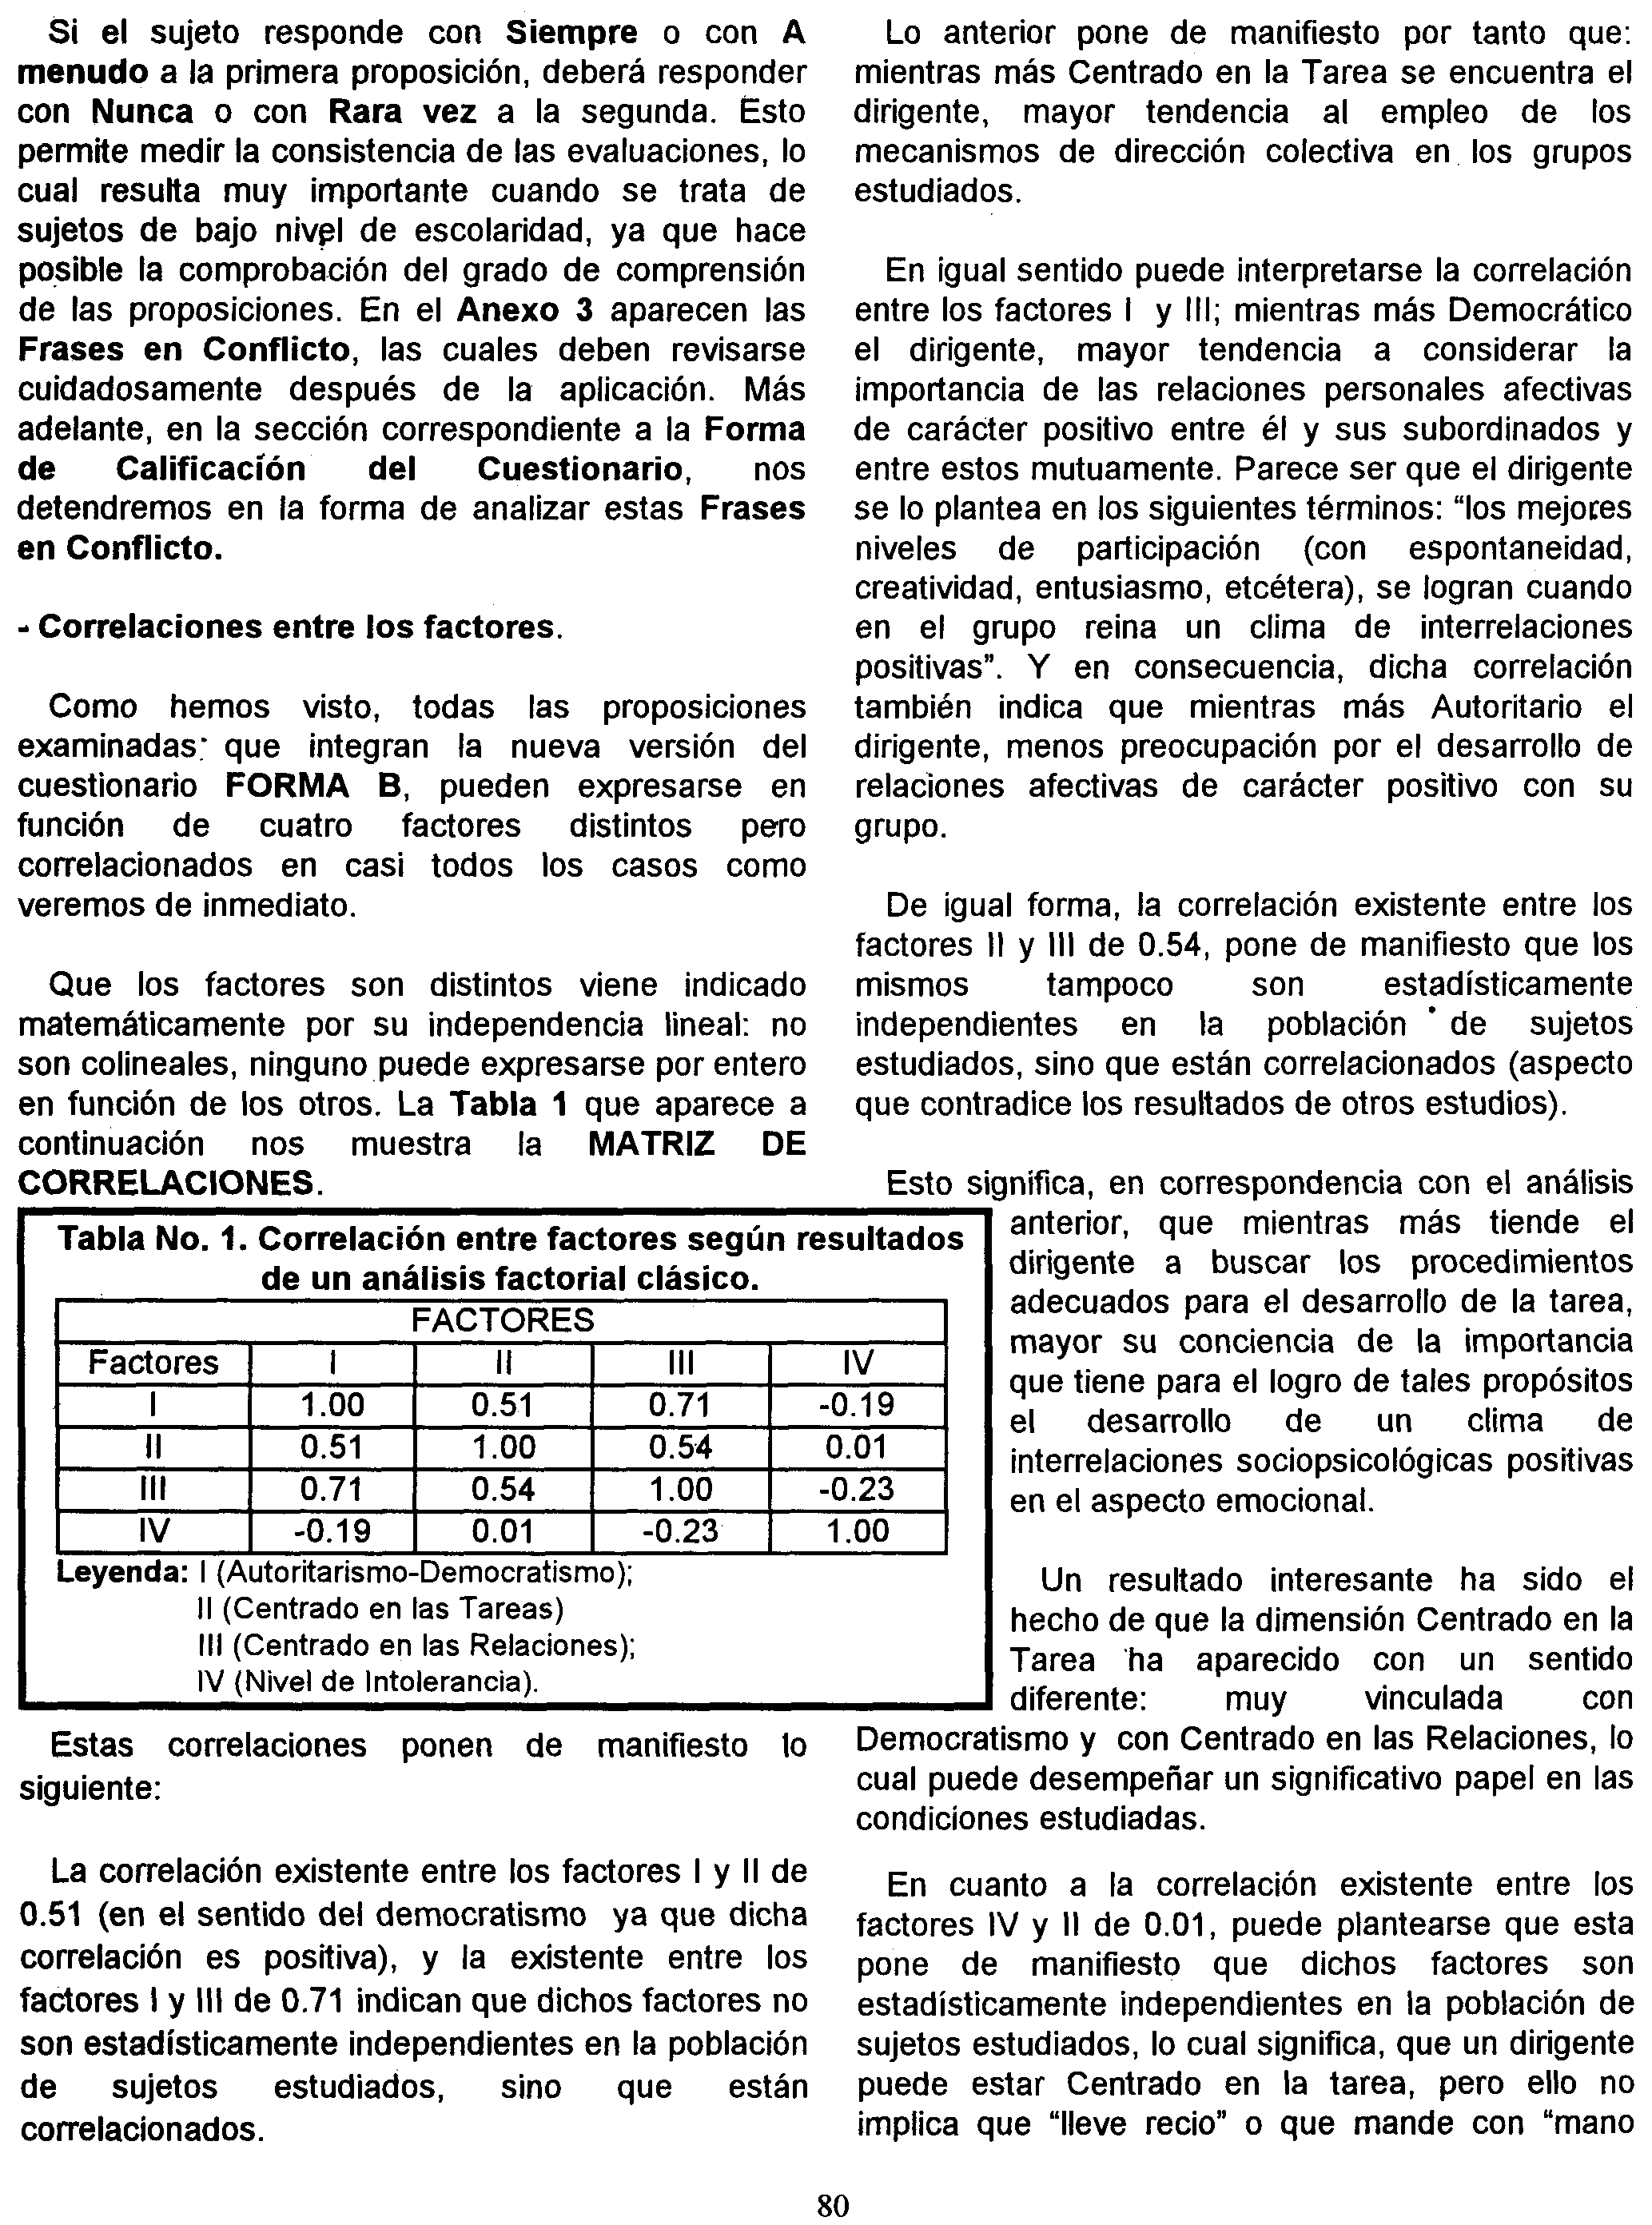 Si el sujeto responde con Siempre o con A
menudo a la primera proposición, deberá responder
con Nunca o con Rara vez a la segunda. Esto
permite medir la consistencia de las evaluaciones, lo
cual resulta muy importante cuando se trata de
sujetos de bajo nivel de escolaridad, ya que hace
posible la comprobación del grado de comprensión
de las proposiciones. En el Anexo 3 aparecen las
Frases en Conflicto, las cuales deben revisarse
cuidadosamente después de la aplicación. Más
adelante, en la sección correspondiente a la Forma
de Calificación del Cuestionario, nos
detendremos en la forma de analizar estas Frases
en Conflicto.
- Correlaciones entre los factores.
Como hemos visto, todas las proposiciones
examinadas: que integran la nueva versión del
cuestionario FORMA B, pueden expresarse en
función de cuatro factores distintos pero
correlacionados en casi todos los casos como
veremos de inmediato.
Que los factores son distintos viene indicado
matemáticamente por su independencia lineal: no
son colineales, ninguno puede expresarse por entero
en función de los otros. La Tabla 1 que aparece a
continuación nos muestra la MATRIZ DE
CORRELACIONES.
Tabla No. 1. Correlación entre factores según resultados
de un análisis factorial clásico.
FACTORES
Factores I II III IV
I 1.00 0.51 0.71 -0.19
II 0.51 1.00 0.54 0.01
III 0.71 0.54 1.00 -0.23
IV -0.19 0.01 -0.23 1.00
Leyenda: I (Autoritarismo-Democratismo);
II (Centrado en las Tareas)
III (Centrado en las Relaciones);
IV (Nivel de Intolerancia).
Estas correlaciones ponen de manifiesto lo
siguiente:
La correlación existente entre los factores I y II de
0.51 (en el sentido del democratismo ya que dicha
correlación es positiva), y la existente entre los
factores I y III de 0.71 indican que dichos factores no
son estadísticamente independientes en la población
de sujetos estudiados, sino que están
correlacionados.
Lo anterior pone de manifiesto por tanto que:
mientras más Centrado en la Tarea se encuentra el
dirigente, mayor tendencia al empleo de los
mecanismos de dirección colectiva en los grupos
estudiados.
En igual sentido puede interpretarse la correlación
entre los factores I y III; mientras más Democrático
el dirigente, mayor tendencia a considerar la
importancia de las relaciones personales afectivas
de carácter positivo entre él y sus subordinados y
entre estos mutuamente. Parece ser que el dirigente
se lo plantea en los siguientes términos: “los mejores
niveles de participación (con espontaneidad,
creatividad, entusiasmo, etcétera), se logran cuando
en el grupo reina un clima de interrelaciones
positivas”. Y en consecuencia, dicha correlación
también indica que mientras más Autoritario el
dirigente, menos preocupación por el desarrollo de
relaciones afectivas de carácter positivo con su
grupo.
De igual forma, la correlación existente entre los
factores II y III de 0.54, pone de manifiesto que los
mismos tampoco son estadísticamente
independientes en la población de sujetos
estudiados, sino que están correlacionados (aspecto
que contradice los resultados de otros estudios).
Esto significa, en correspondencia con el análisis
anterior, que mientras más tiende el
dirigente a buscar los procedimientos
adecuados para el desarrollo de la tarea,
mayor su conciencia de la importancia
que tiene para el logro de tales propósitos
el desarrollo de un clima de
interrelaciones sociopsicológicas positivas
en el aspecto emocional.
Un resultado interesante ha sido el
hecho de que la dimensión Centrado en la
Tarea ha aparecido con un sentido
diferente: muy vinculada con
Democratismo y con Centrado en las Relaciones, lo
cual puede desempeñar un significativo papel en las
condiciones estudiadas.
En cuanto a la correlación existente entre los
factores IV y II de 0.01, puede plantearse que esta
pone de manifiesto que dichos factores son
estadísticamente independientes en la población de
sujetos estudiados, lo cual significa, que un dirigente
puede estar Centrado en la tarea, pero ello no
implica que “lleve recio” o que mande con “mano
80